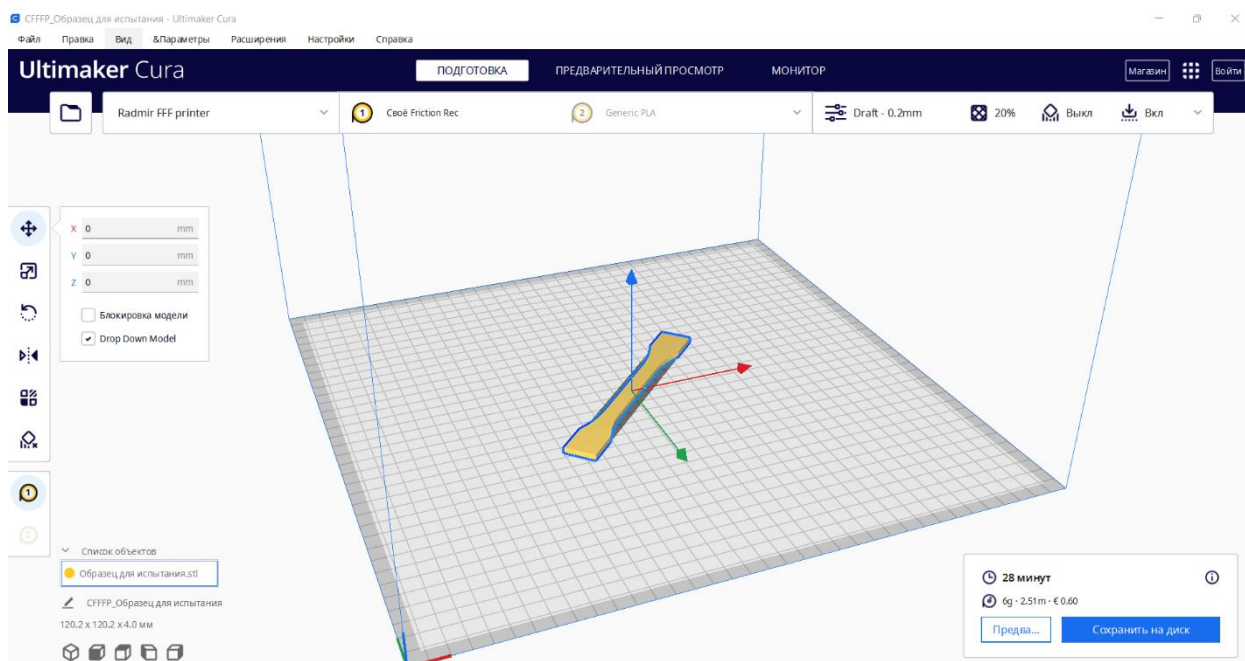 CFFFP_Образец для испытания - Ultimaker Cura
Файл Правка Вид &Параметры Расширения Настройки Справка
Ultimaker Cura ПОДГОТОВКА ПРЕДВАРИТЕЛЬНЫЙ ПРОСМОТР МОНИТОР Магазин Войти
Radmir FFF printer 1 Своё Friction Rec 2 Generic PLA Draft - 0.2mm 20% Выкл Вкл
X 0 mm
Y 0 mm
Z 0 mm
Блокировка модели
Drop Down Model
1
2
Список объектов
Образец для испытания.stl
CFFFP_Образец для испытания
120.2 x 120.2 x 4.0 мм
28 минут
6g · 2.51m · € 0.60
Предва... Сохранить на диск